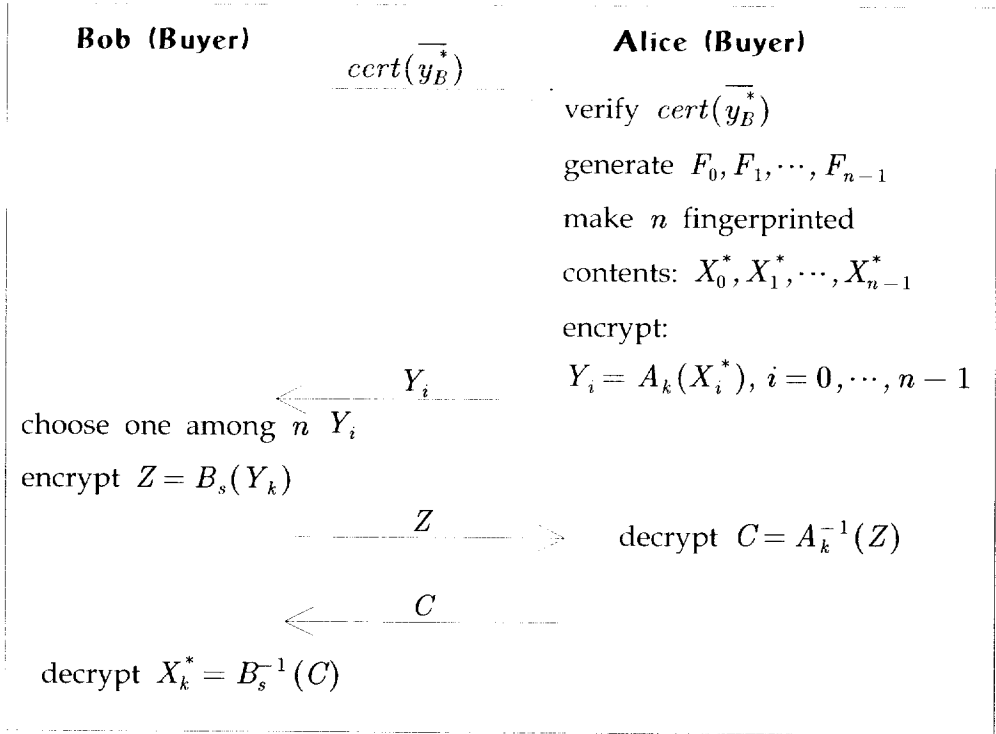 Bob (Buyer) Alice (Buyer)
cert(\overline{y_B}^*)
verify cert(\overline{y_B}^*)
generate F_0, F_1, ⋯, F_{n-1}
make n fingerprinted
contents: X_0^*, X_1^*, ⋯, X_{n-1}^*
encrypt:
Y_i Y_i = A_k(X_i^*), i = 0, ⋯, n-1
choose one among n Y_i
encrypt Z = B_s(Y_k)
Z decrypt C = A_k^{-1}(Z)
C
decrypt X_k^* = B_s^{-1}(C)